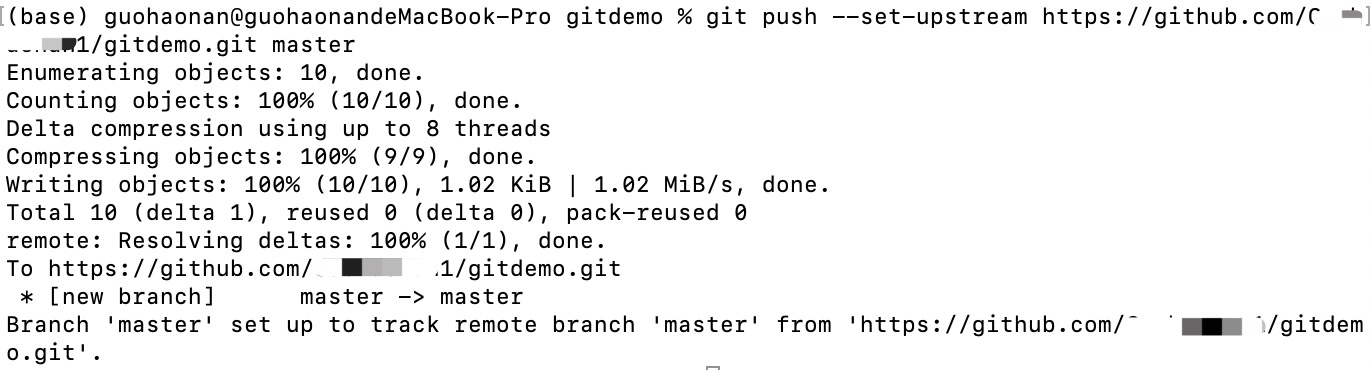 (base) guohaonan@guohaonandeMacBook-Pro gitdemo % git push --set-upstream https://github.com/
1/gitdemo.git master
Enumerating objects: 10, done.
Counting objects: 100% (10/10), done.
Delta compression using up to 8 threads
Compressing objects: 100% (9/9), done.
Writing objects: 100% (10/10), 1.02 KiB | 1.02 MiB/s, done.
Total 10 (delta 1), reused 0 (delta 0), pack-reused 0
remote: Resolving deltas: 100% (1/1), done.
To https://github.com/ 1/gitdemo.git
 * [new branch]      master -> master
Branch 'master' set up to track remote branch 'master' from 'https://github.com/ /gitdem
o.git'.